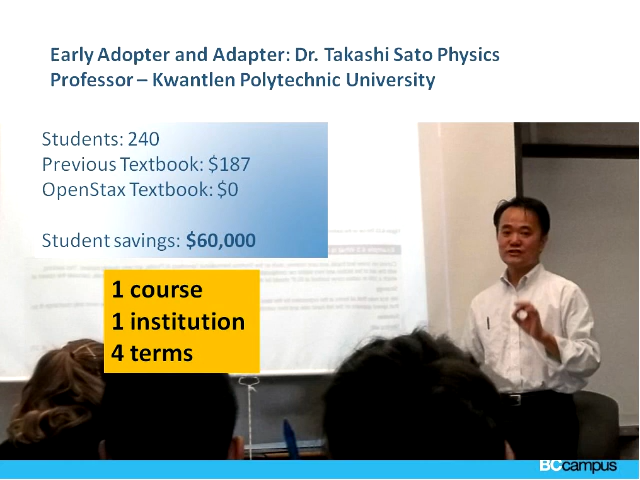 Early Adopter and Adapter: Dr. Takashi Sato Physics
Professor – Kwantlen Polytechnic University
Students: 240
Previous Textbook: $187
OpenStax Textbook: $0
Student savings: $60,000
1 course
1 institution
4 terms
BCcampus